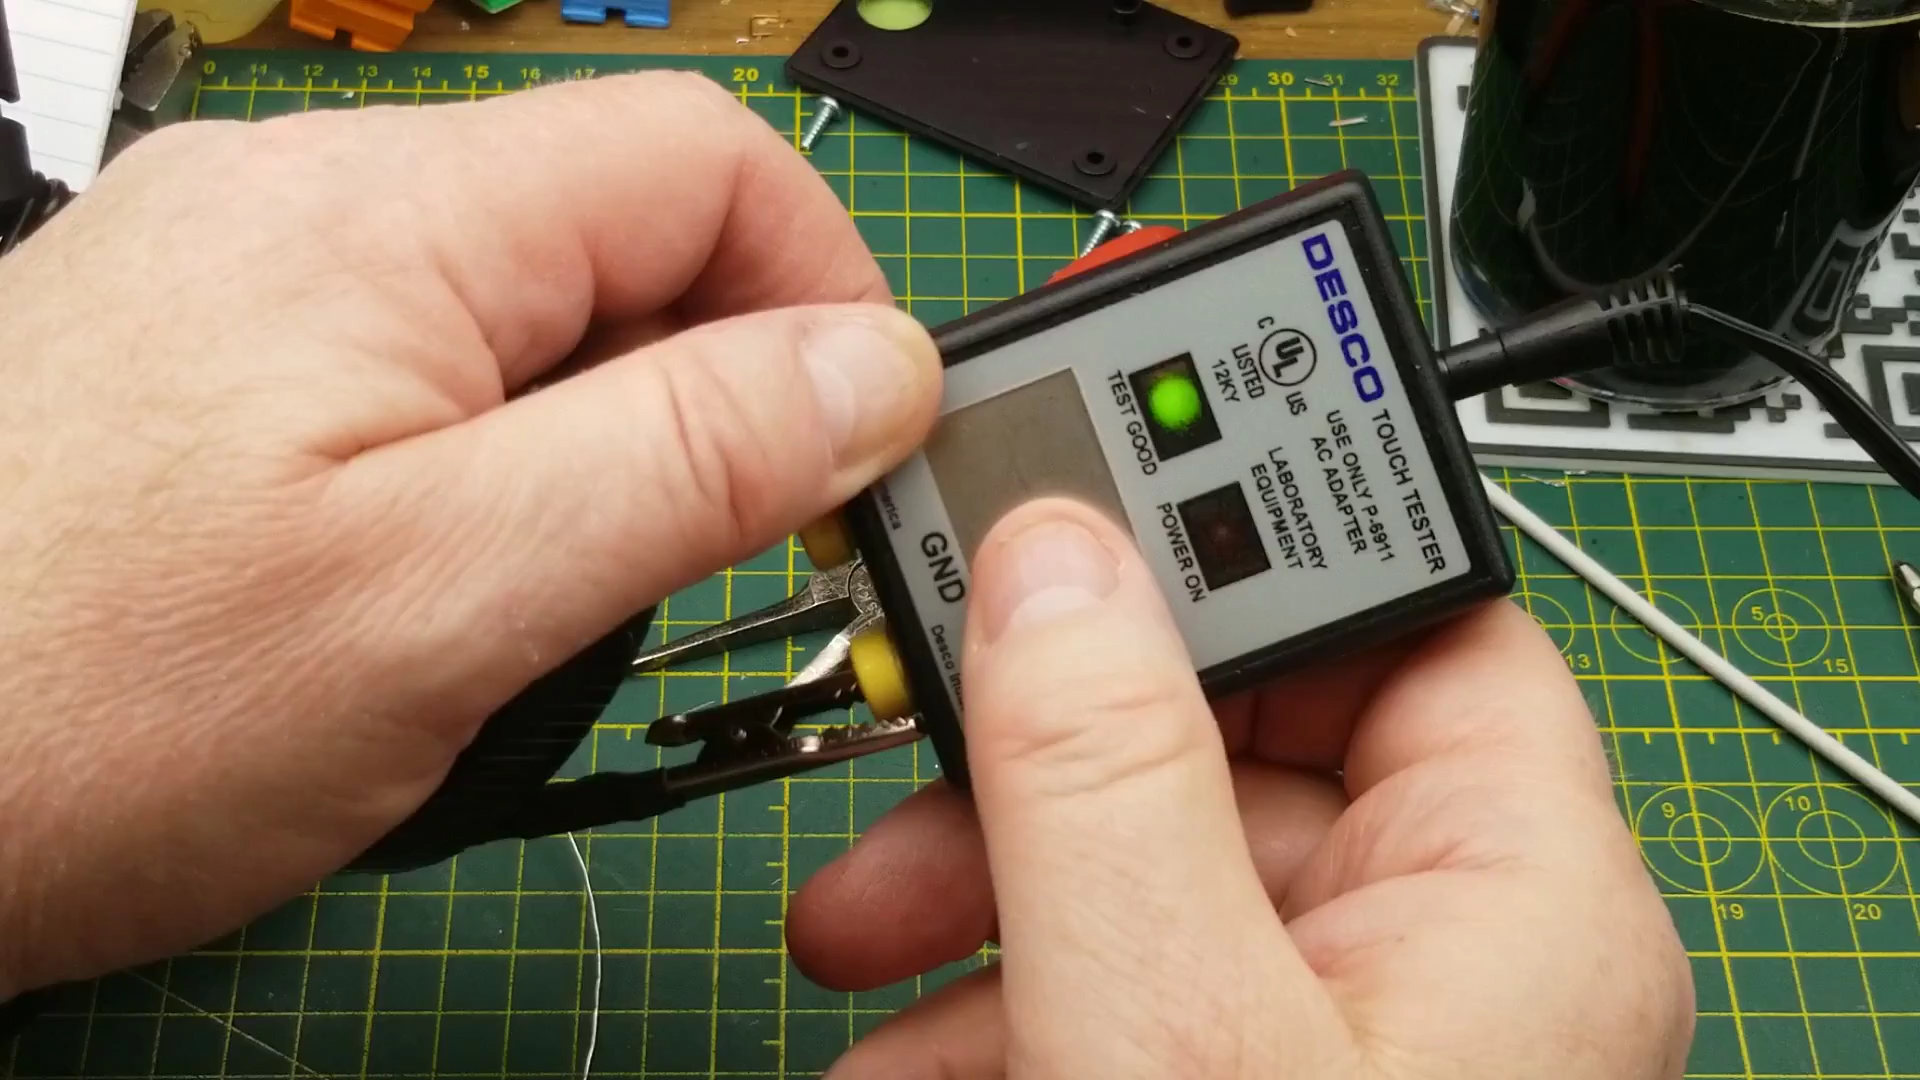 0 11 12 13 14 15 16 17 20 29 30 31 32
DESCO TOUCH TESTER
USE ONLY P-6911
AC ADAPTER
C UL US
LISTED
12KY
LABORATORY
EQUIPMENT
TEST GOOD
POWER ON
GND
Desco
5
13
15
9
10
19
20